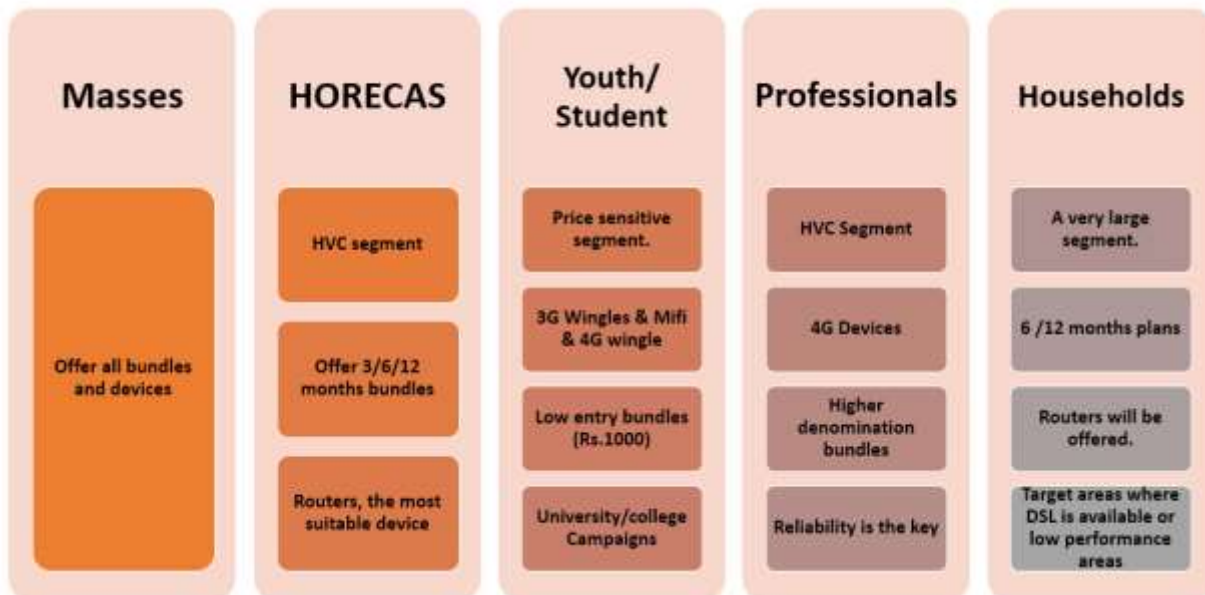 Masses
Offer all bundles
and devices
HORECAS
HVC segment
Offer 3/6/12
months bundles
Routers, the most
suitable device
Youth/
Student
Price sensitive
segment.
3G Wingles & Mifi
& 4G wingle
Low entry bundles
(Rs.1000)
University/college
Campaigns
Professionals
HVC Segment
4G Devices
Higher
denomination
bundles
Reliability is the key
Households
A very large
segment.
6 /12 months plans
Routers will be
offered.
Target areas where
DSL is available or
low performance
areas